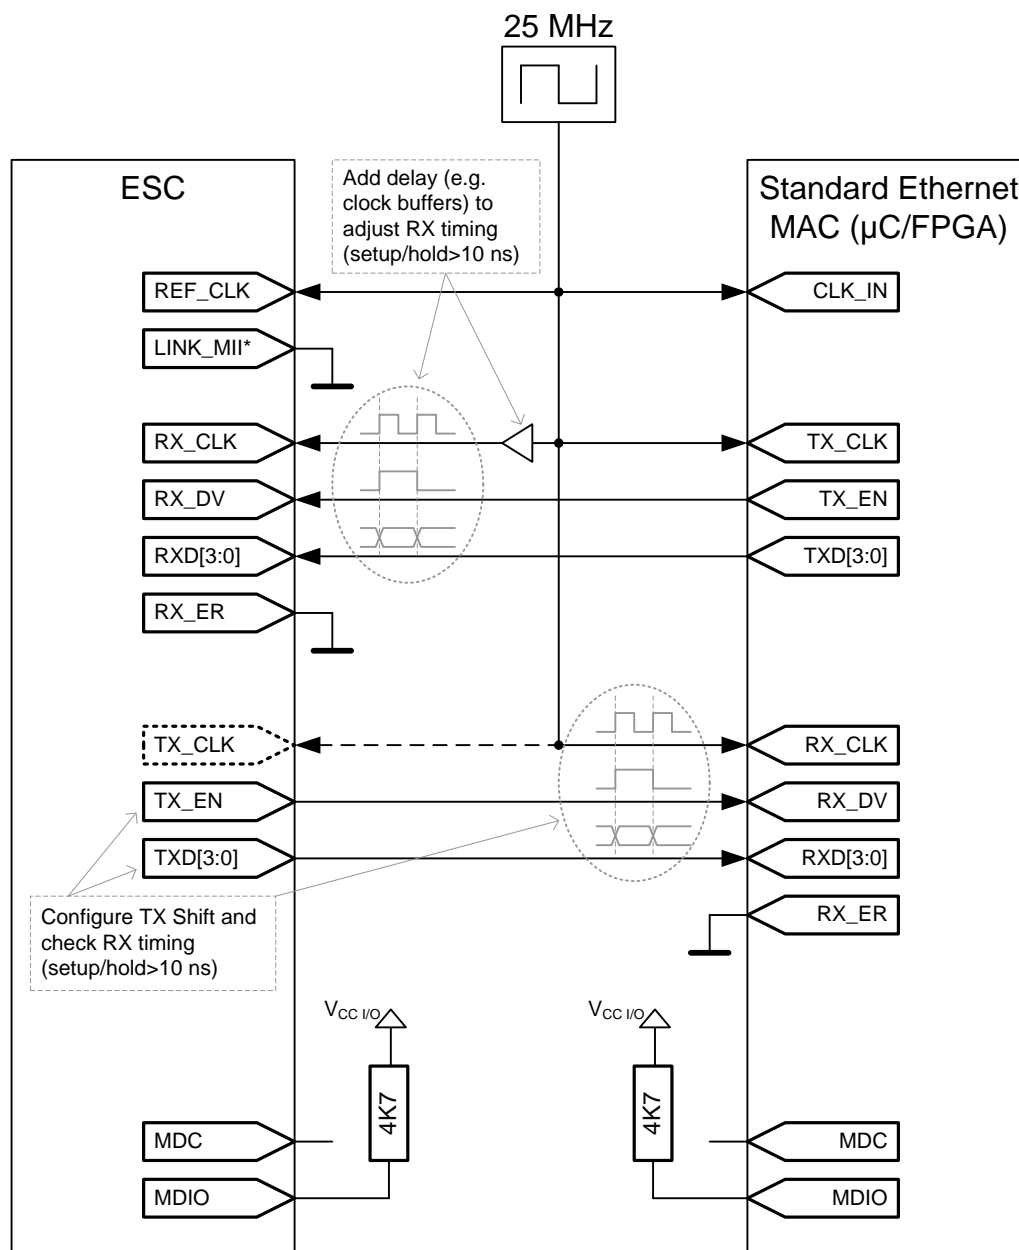 25 MHz
ESC
Add delay (e.g.
clock buffers) to
adjust RX timing
(setup/hold>10 ns)
Standard Ethernet
MAC (µC/FPGA)
REF_CLK
CLK_IN
LINK_MII*
RX_CLK
TX_CLK
RX_DV
TX_EN
RXD[3:0]
TXD[3:0]
RX_ER
TX_CLK
RX_CLK
TX_EN
RX_DV
TXD[3:0]
RXD[3:0]
RX_ER
Configure TX Shift and
check RX timing
(setup/hold>10 ns)
VCC I/O
VCC I/O
4K7
4K7
MDC
MDC
MDIO
MDIO